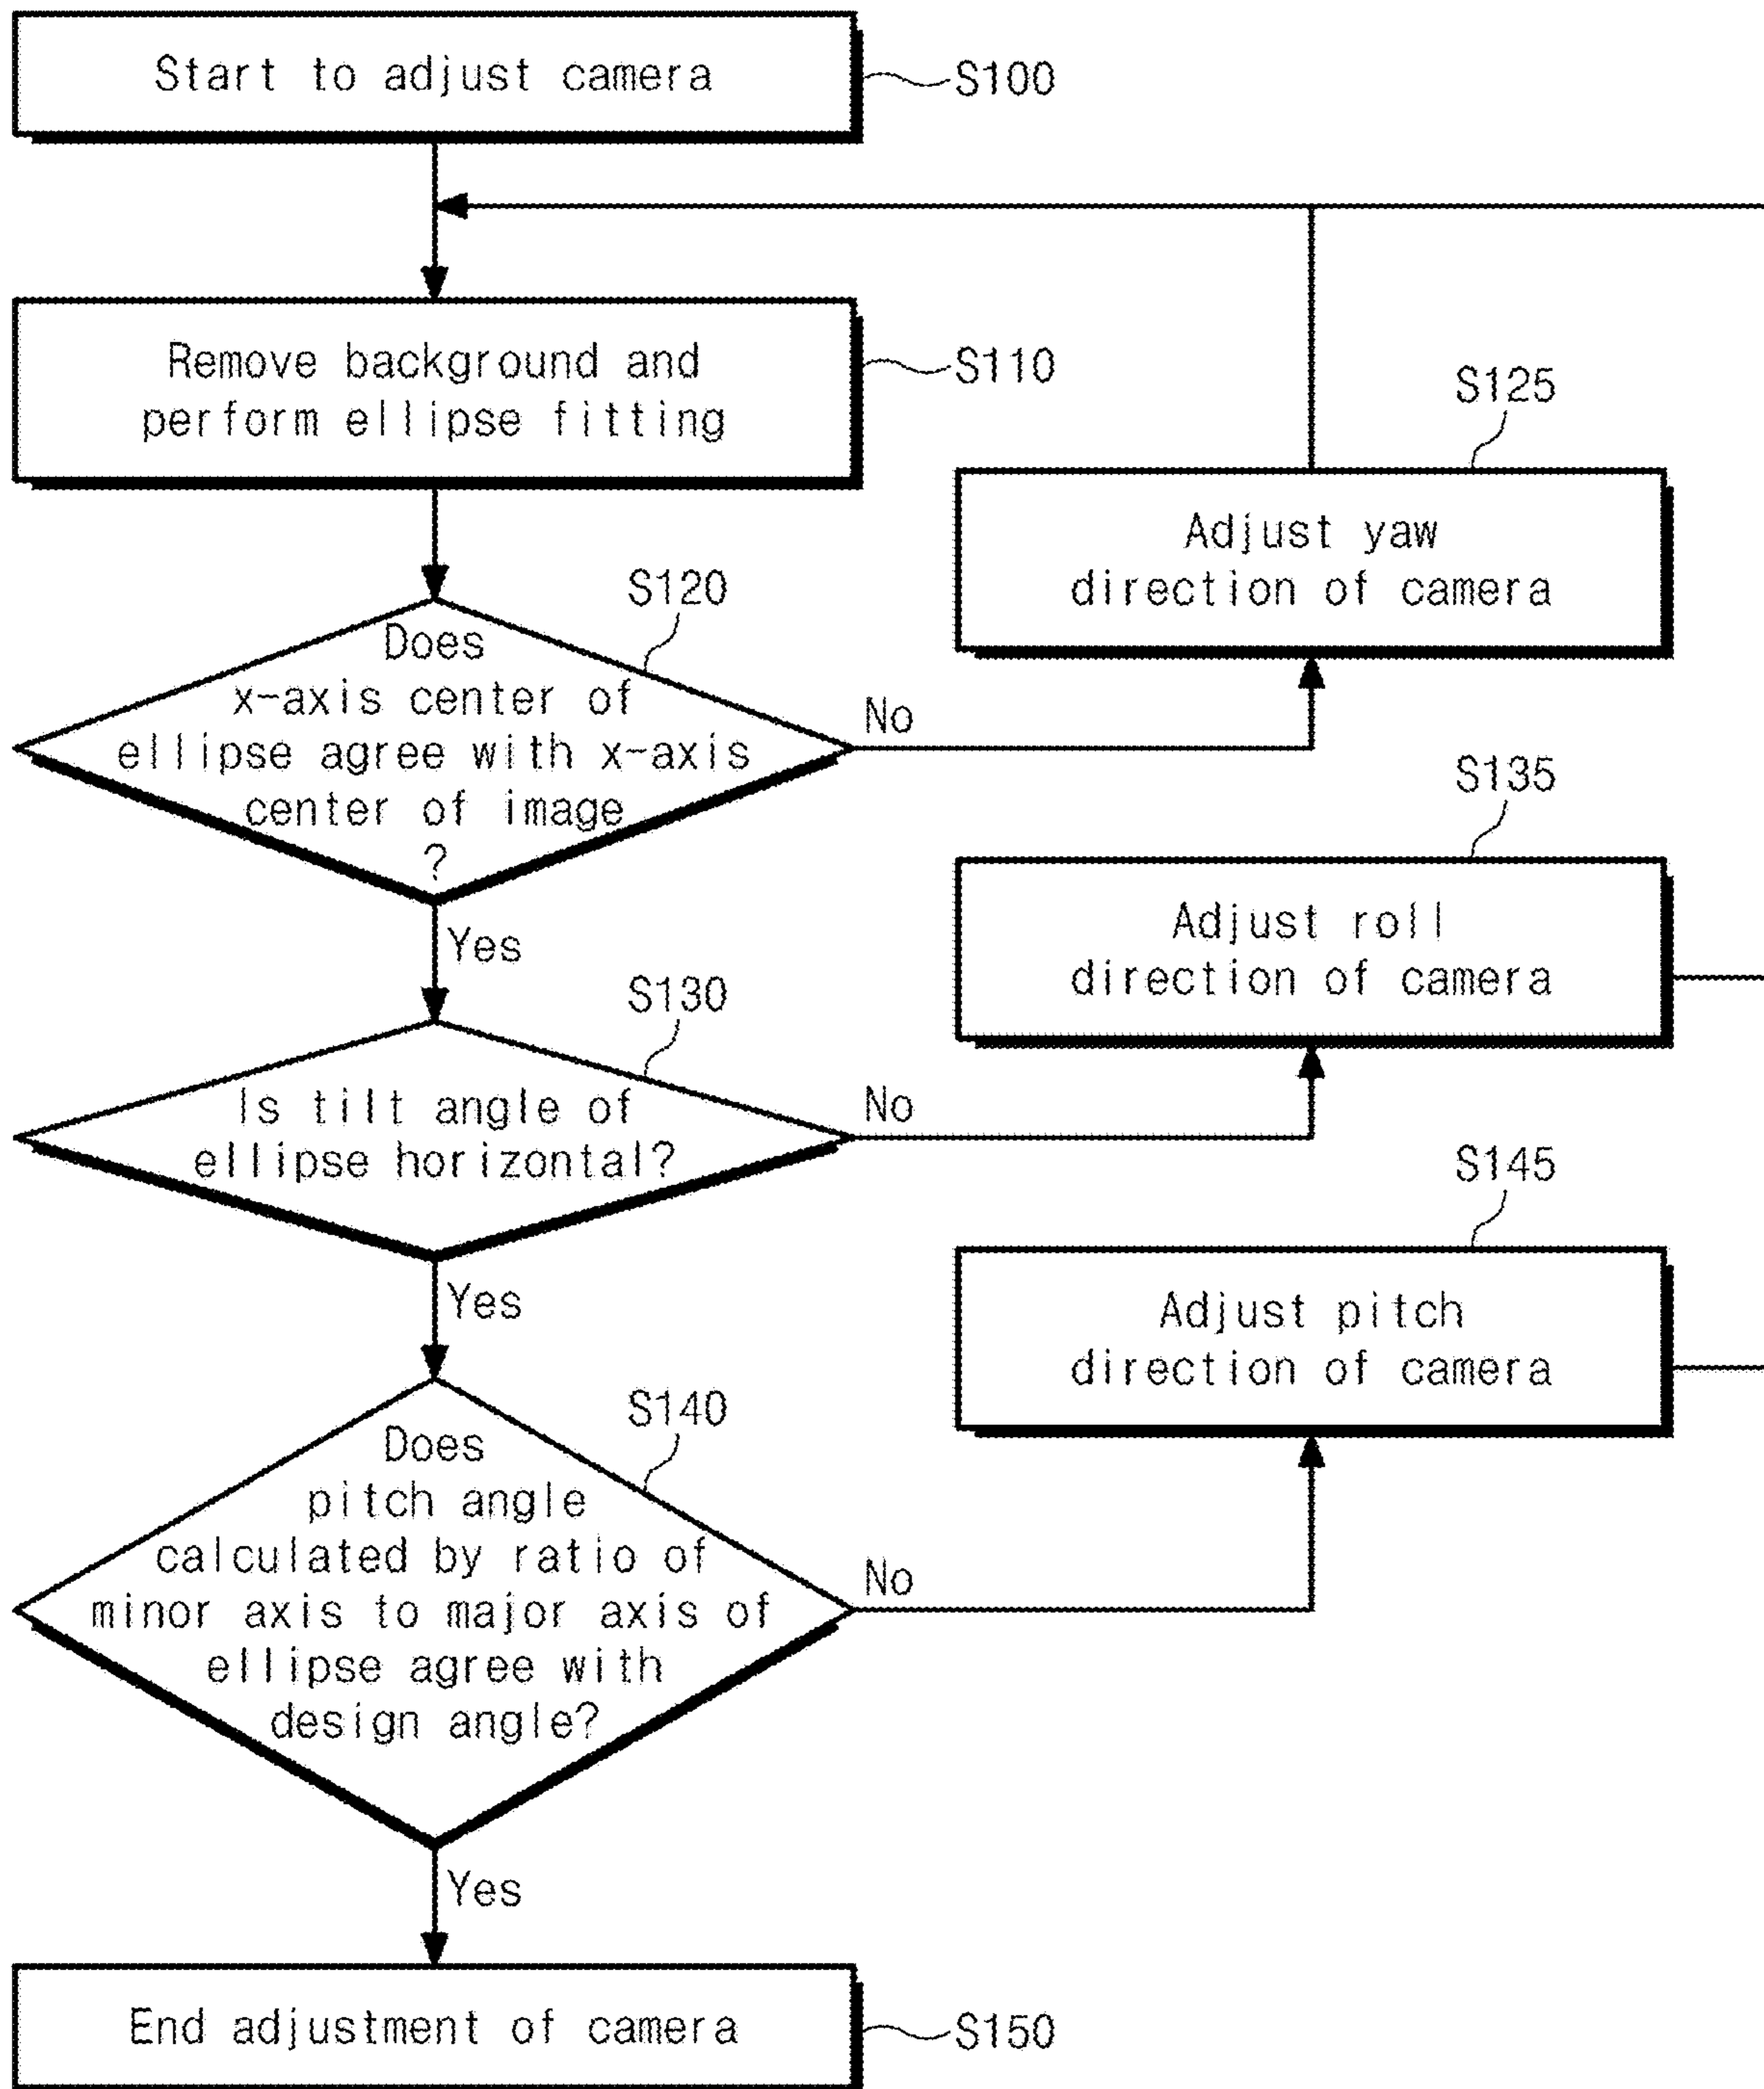 Start to adjust camera
S100
Remove background and
perform ellipse fitting
S110
S125
Adjust yaw
direction of camera
S120
Does
x-axis center of
ellipse agree with x-axis
center of image
?
No
Yes
S135
Adjust roll
direction of camera
S130
Is tilt angle of
ellipse horizontal?
No
Yes
S145
Adjust pitch
direction of camera
S140
Does
pitch angle
calculated by ratio of
minor axis to major axis of
ellipse agree with
design angle?
No
Yes
End adjustment of camera
S150